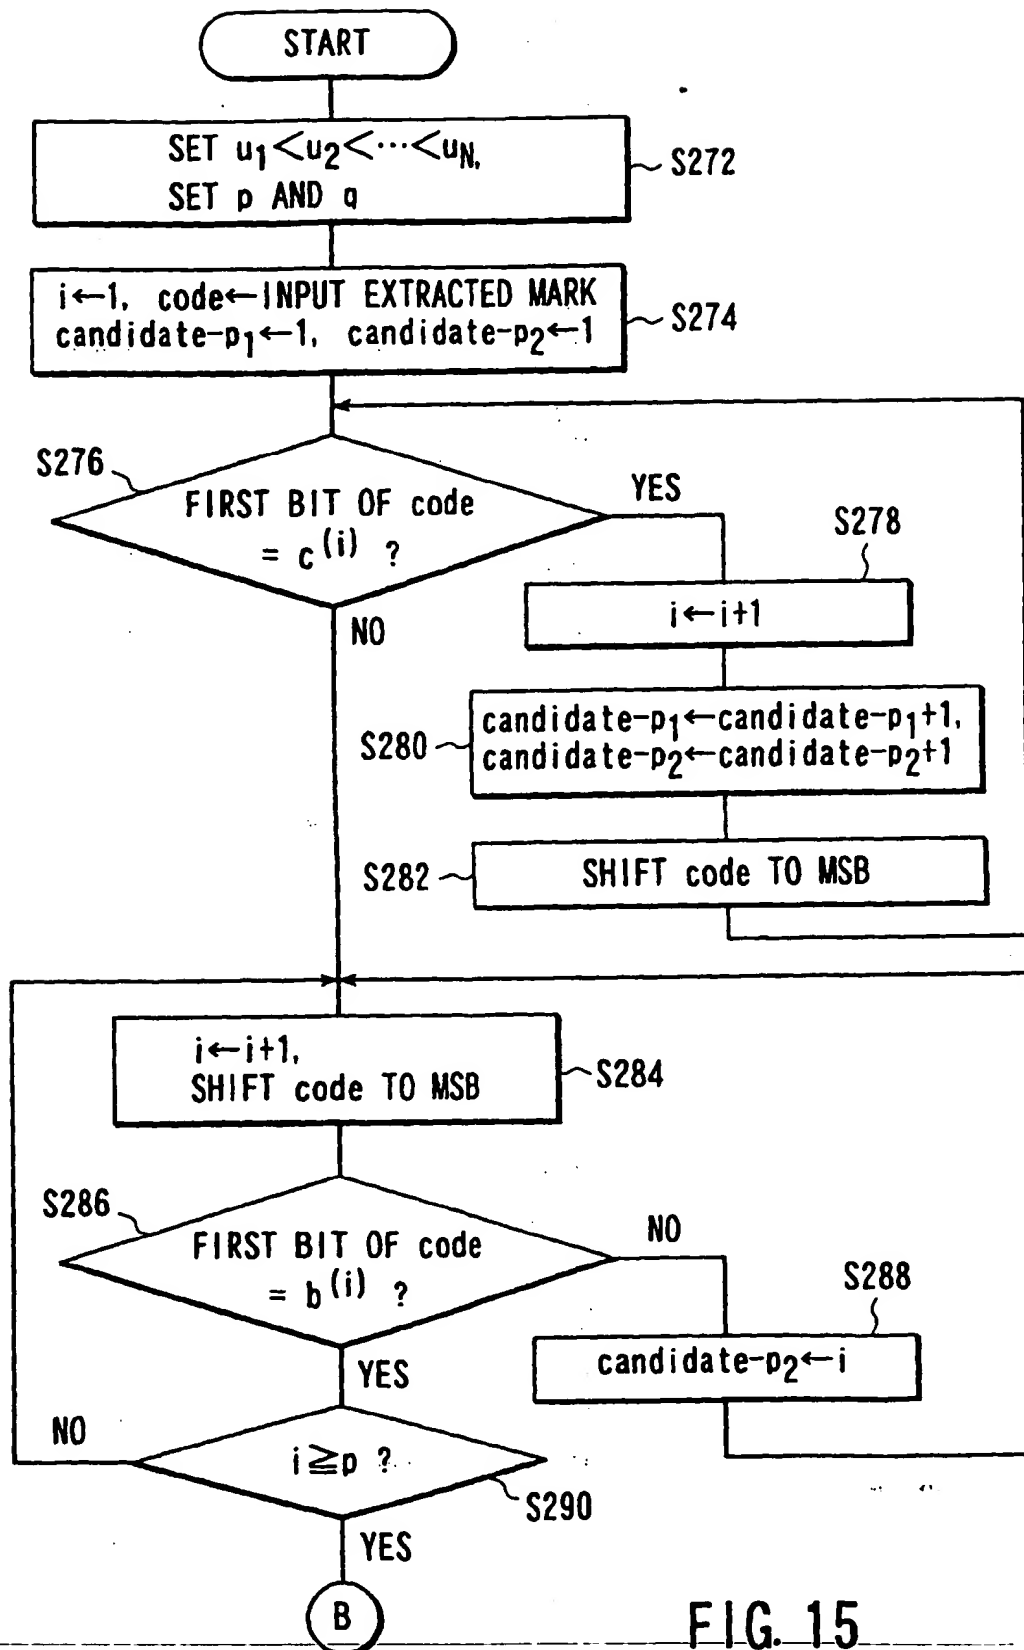 START
SET u₁<u₂<⋯<u_N,
SET p AND q
S272
i←1, code←INPUT EXTRACTED MARK
candidate-p₁←1, candidate-p₂←1
S274
S276
FIRST BIT OF code
= c⁽ⁱ⁾ ?
YES
NO
S278
i←i+1
S280
candidate-p₁←candidate-p₁+1,
candidate-p₂←candidate-p₂+1
S282
SHIFT code TO MSB
i←i+1,
SHIFT code TO MSB
S284
S286
FIRST BIT OF code
= b⁽ⁱ⁾ ?
NO
YES
S288
candidate-p₂←i
NO
i≧p ?
S290
YES
B
FIG. 15